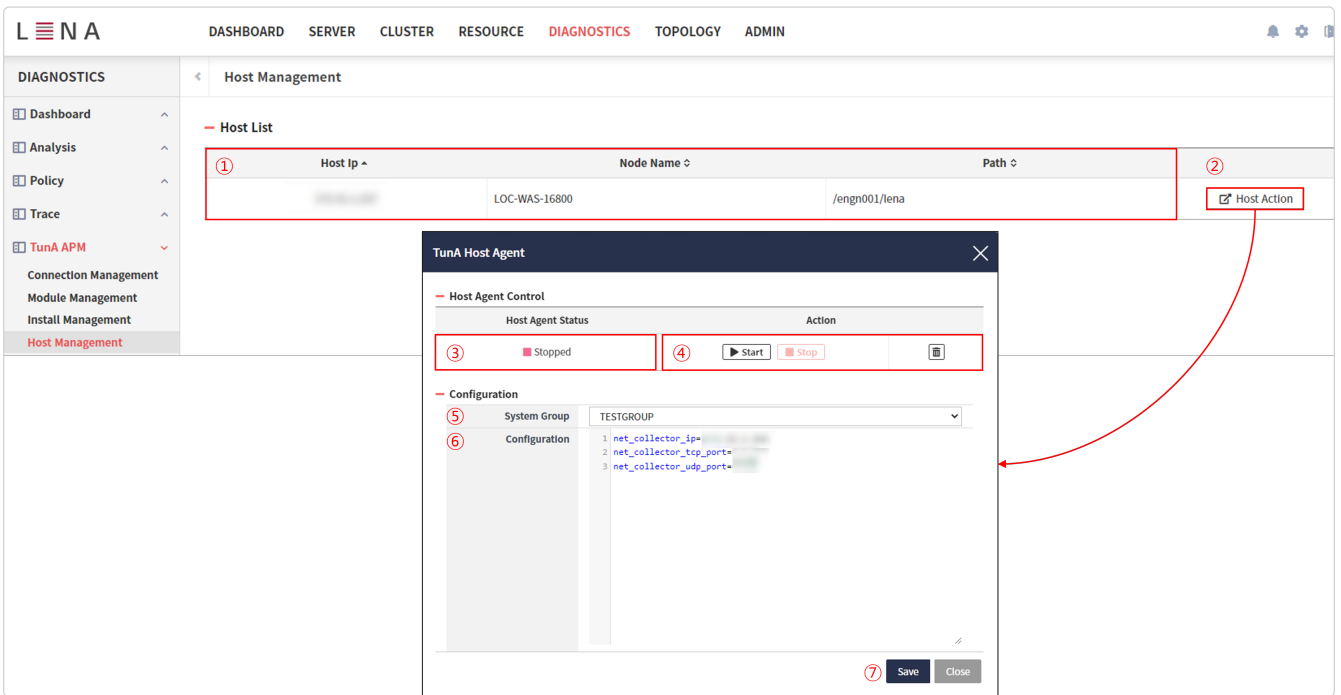 LENA
DASHBOARD SERVER CLUSTER RESOURCE DIAGNOSTICS TOPOLOGY ADMIN
DIAGNOSTICS
Host Management
Dashboard
Analysis
Policy
Trace
TunA APM
Connection Management
Module Management
Install Management
Host Management
Host List
① Host Ip Node Name Path ②
LOC-WAS-16800 /engn001/lena Host Action
TunA Host Agent
Host Agent Control
Host Agent Status Action
③ Stopped ④ Start Stop
Configuration
⑤ System Group TESTGROUP
⑥ Configuration 1 net_collector_ip=
2 net_collector_tcp_port=
3 net_collector_udp_port=
⑦ Save Close